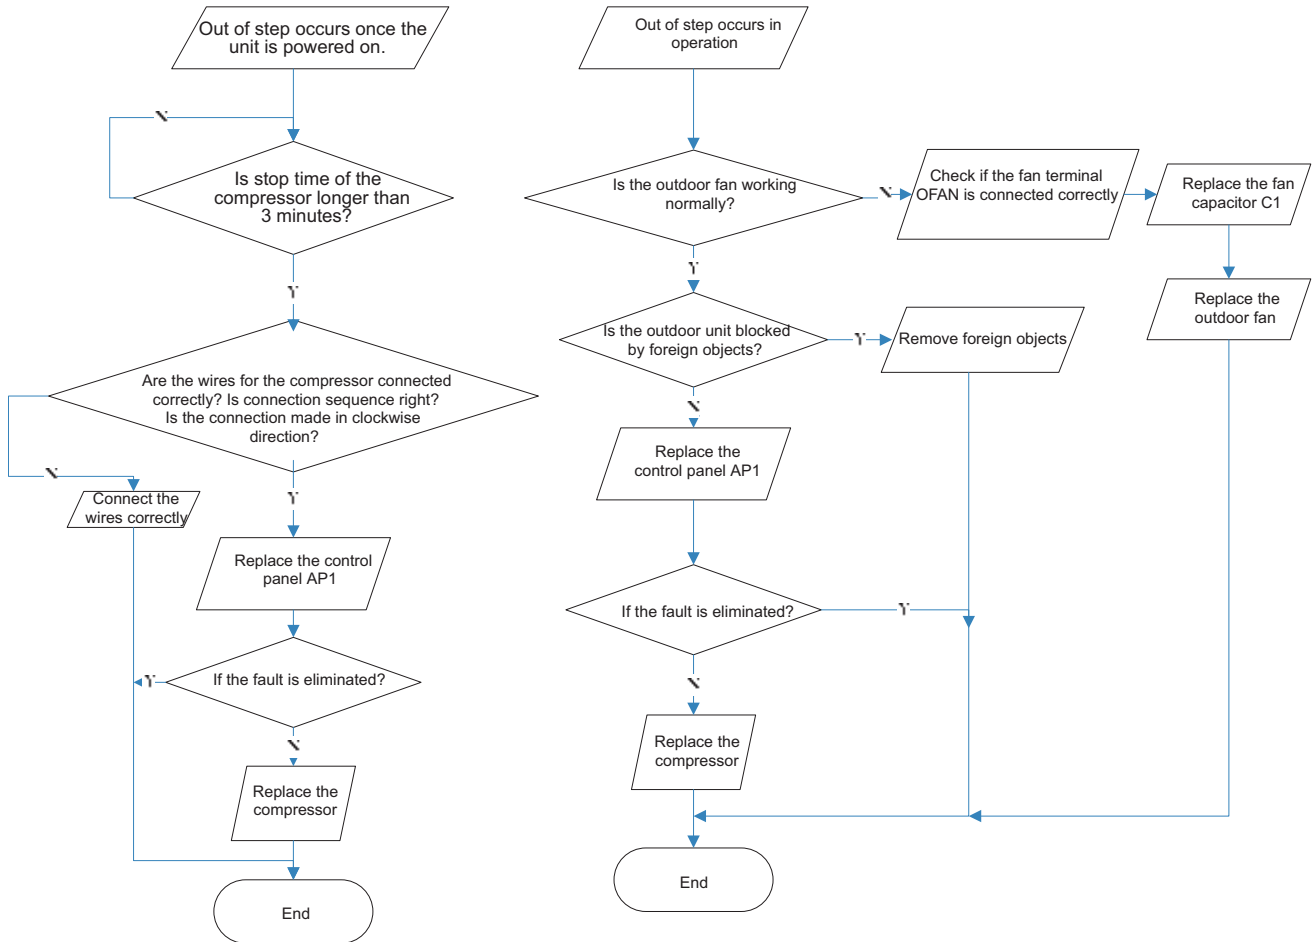 Out of step occurs once the
unit is powered on.
N
Is stop time of the
compressor longer than
3 minutes?
Y
Are the wires for the compressor connected
correctly? Is connection sequence right?
Is the connection made in clockwise
direction?
N
Connect the
wires correctly
Y
Replace the control
panel AP1
If the fault is eliminated?
Y
N
Replace the
compressor
End
Out of step occurs in
operation
Is the outdoor fan working
normally?
N
Check if the fan terminal
OFAN is connected correctly
Replace the fan
capacitor C1
Replace the
outdoor fan
Y
Is the outdoor unit blocked
by foreign objects?
Y
Remove foreign objects
N
Replace the
control panel AP1
If the fault is eliminated?
Y
N
Replace the
compressor
End